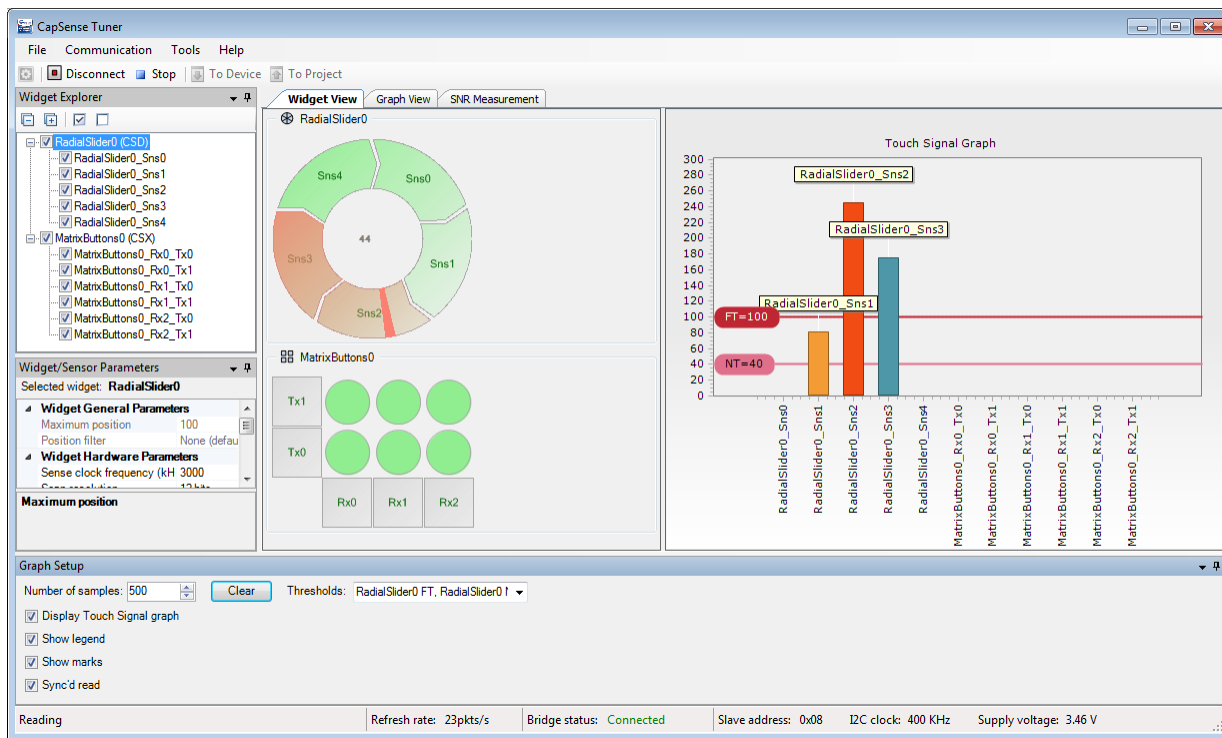 CapSense Tuner
File Communication Tools Help
Disconnect Stop To Device To Project
Widget Explorer
RadialSlider0 (CSD)
RadialSlider0_Sns0
RadialSlider0_Sns1
RadialSlider0_Sns2
RadialSlider0_Sns3
RadialSlider0_Sns4
MatrixButtons0 (CSX)
MatrixButtons0_Rx0_Tx0
MatrixButtons0_Rx0_Tx1
MatrixButtons0_Rx1_Tx0
MatrixButtons0_Rx1_Tx1
MatrixButtons0_Rx2_Tx0
MatrixButtons0_Rx2_Tx1
Widget/Sensor Parameters
Selected widget: RadialSlider0
Widget General Parameters
Maximum position 100
Position filter None (defau
Widget Hardware Parameters
Sense clock frequency (kH 3000
Maximum position
Widget View Graph View SNR Measurement
RadialSlider0
Sns4 Sns0
44
Sns3 Sns1
Sns2
MatrixButtons0
Tx1
Tx0
Rx0 Rx1 Rx2
Touch Signal Graph
300
280
260
240
220
200
180
160
140
120
100
80
60
40
20
0
RadialSlider0_Sns2
RadialSlider0_Sns3
RadialSlider0_Sns1
FT=100
NT=40
RadialSlider0_Sns0
RadialSlider0_Sns1
RadialSlider0_Sns2
RadialSlider0_Sns3
RadialSlider0_Sns4
MatrixButtons0_Rx0_Tx0
MatrixButtons0_Rx0_Tx1
MatrixButtons0_Rx1_Tx0
MatrixButtons0_Rx1_Tx1
MatrixButtons0_Rx2_Tx0
MatrixButtons0_Rx2_Tx1
Graph Setup
Number of samples: 500 Clear Thresholds: RadialSlider0 FT, RadialSlider0
Display Touch Signal graph
Show legend
Show marks
Sync'd read
Reading Refresh rate: 23pkts/s Bridge status: Connected Slave address: 0x08 I2C clock: 400 KHz Supply voltage: 3.46 V